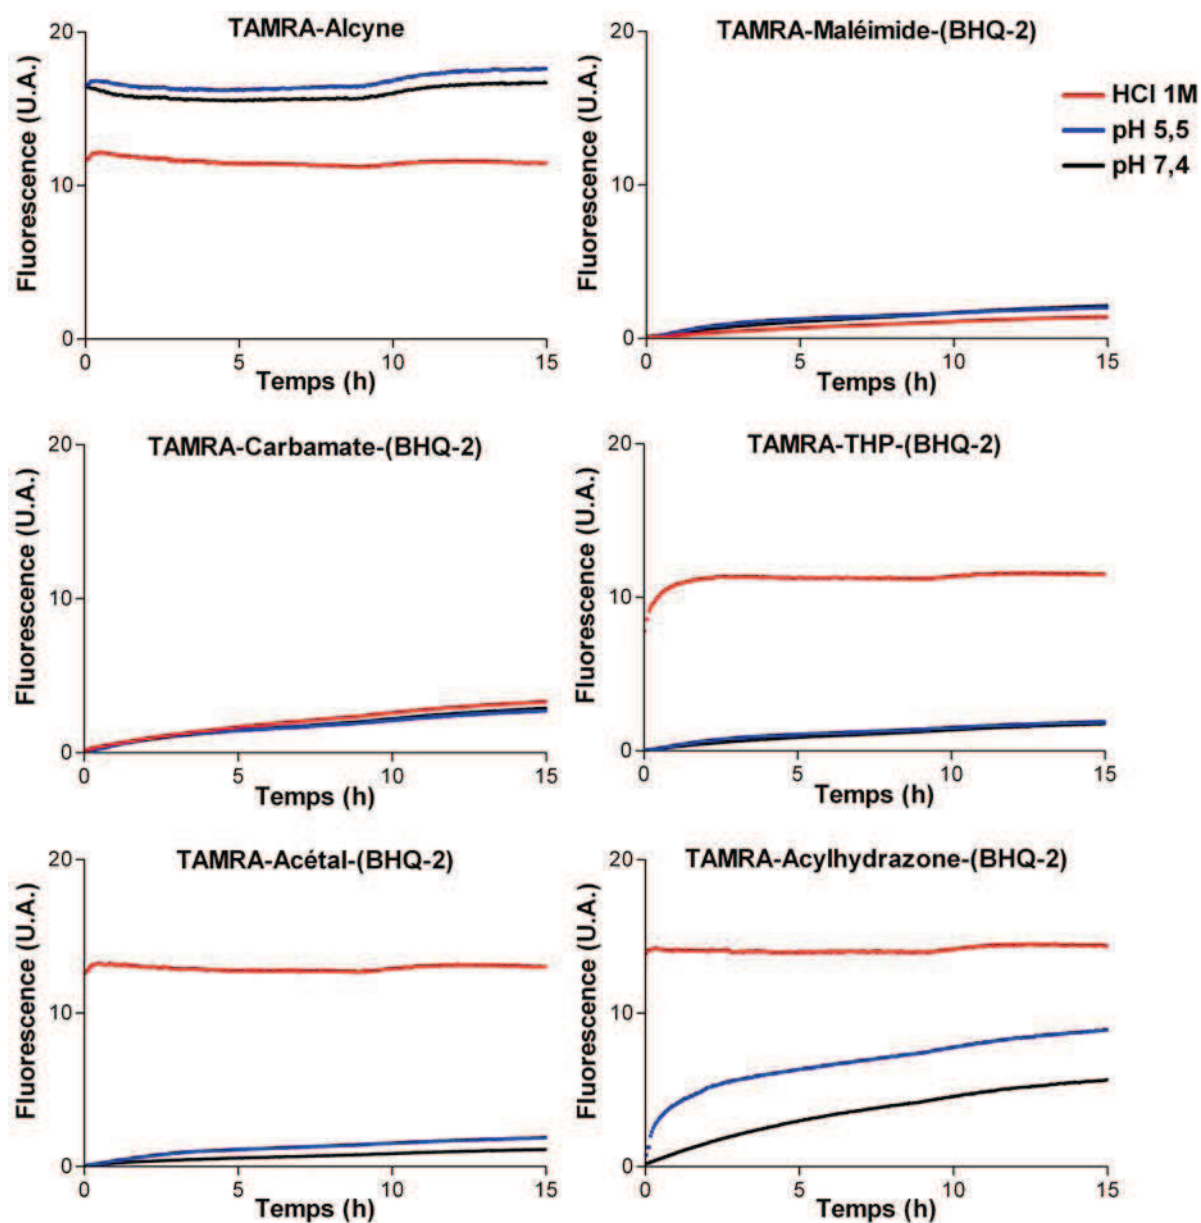 TAMRA-Alcyne
Fluorescence (U.A.)
20
10
0
0 5 10 15
Temps (h)
TAMRA-Maléimide-(BHQ-2)
Fluorescence (U.A.)
20
10
0
0 5 10 15
Temps (h)
HCl 1M
pH 5,5
pH 7,4
TAMRA-Carbamate-(BHQ-2)
Fluorescence (U.A.)
20
10
0
0 5 10 15
Temps (h)
TAMRA-THP-(BHQ-2)
Fluorescence (U.A.)
20
10
0
0 5 10 15
Temps (h)
TAMRA-Acétal-(BHQ-2)
Fluorescence (U.A.)
20
10
0
0 5 10 15
Temps (h)
TAMRA-Acylhydrazone-(BHQ-2)
Fluorescence (U.A.)
20
10
0
0 5 10 15
Temps (h)